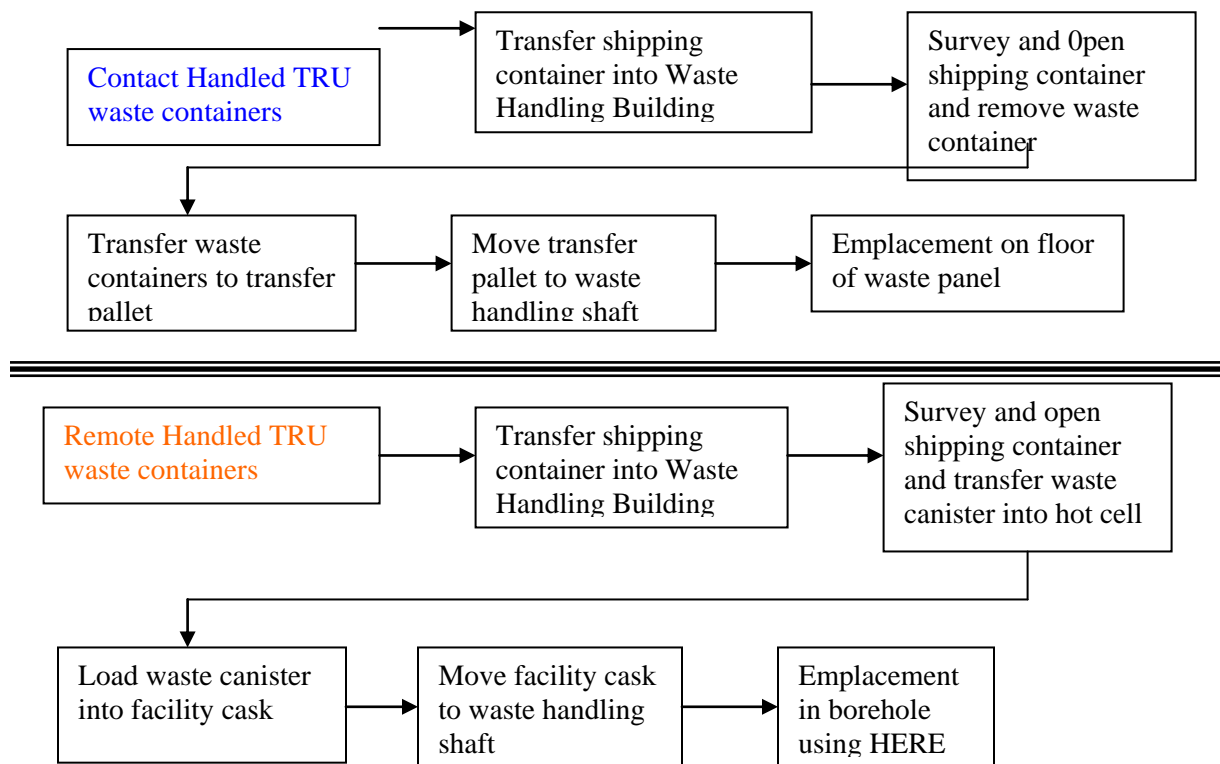 Contact Handled TRU
waste containers
Transfer shipping
container into Waste
Handling Building
Survey and 0pen
shipping container
and remove waste
container
Transfer waste
containers to transfer
pallet
Move transfer
pallet to waste
handling shaft
Emplacement on floor
of waste panel
Remote Handled TRU
waste containers
Transfer shipping
container into Waste
Handling Building
Survey and open
shipping container
and transfer waste
canister into hot cell
Load waste canister
into facility cask
Move facility cask
to waste handling
shaft
Emplacement
in borehole
using HERE